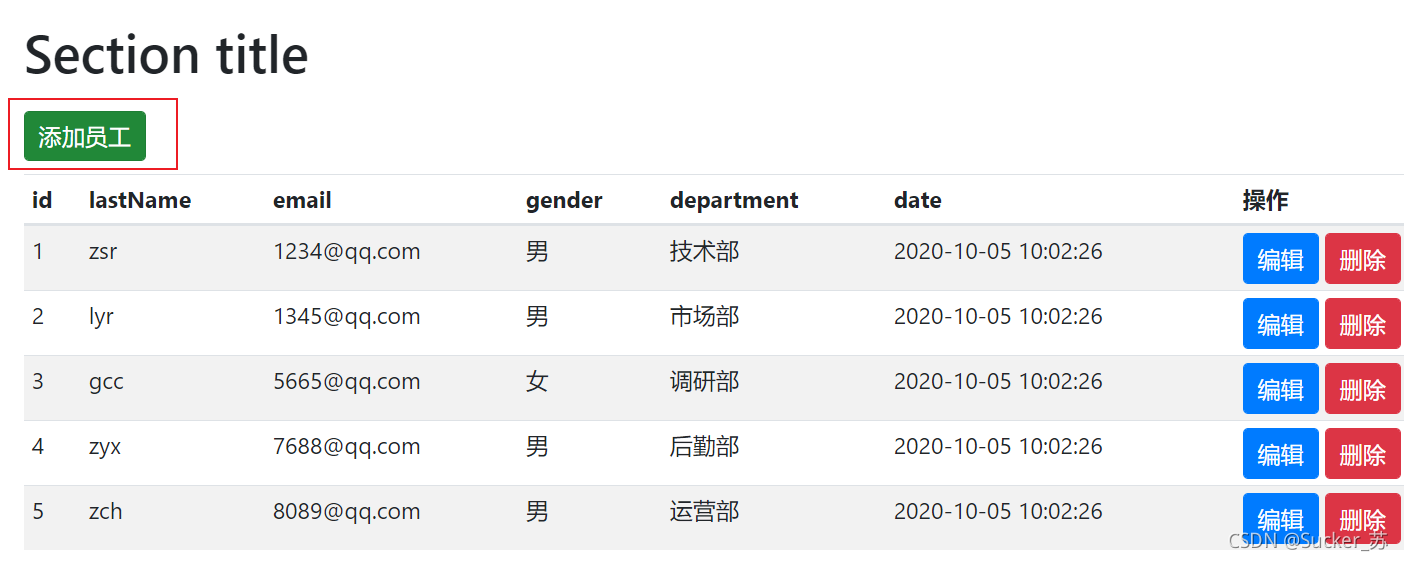 Section title
添加员工
id lastName email gender department date 操作
1 zsr 1234@qq.com 男 技术部 2020-10-05 10:02:26 编辑 删除
2 lyr 1345@qq.com 男 市场部 2020-10-05 10:02:26 编辑 删除
3 gcc 5665@qq.com 女 调研部 2020-10-05 10:02:26 编辑 删除
4 zyx 7688@qq.com 男 后勤部 2020-10-05 10:02:26 编辑 删除
5 zch 8089@qq.com 男 运营部 2020-10-05 10:02:26 编辑 删除
CSDN @Sucker_苏